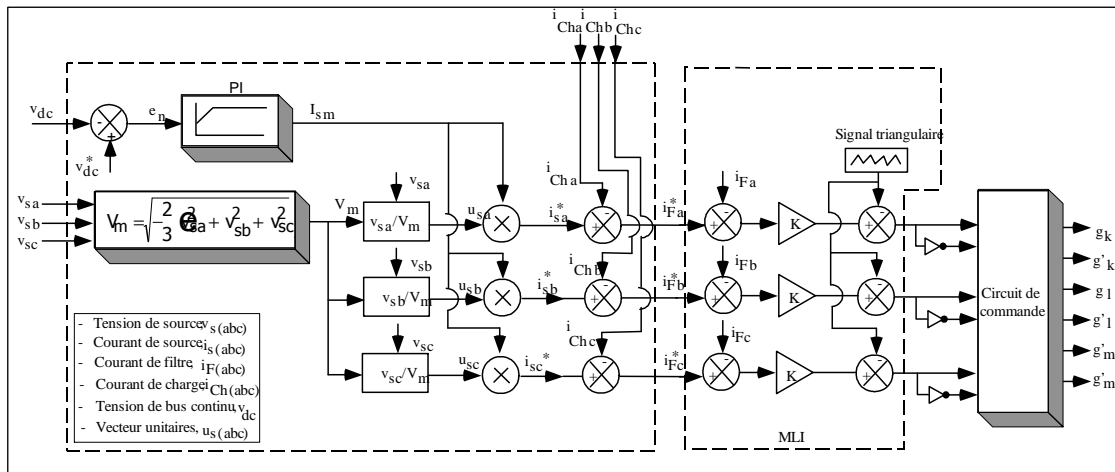 i_Cha i_Chb i_Chc
PI
v_dc
e_n
I_sm
v_dc^*
Signal triangulaire
v_sa
v_sb
v_sc
V_m
v_sa
v_sa/V_m
u_sa
i_sa^*
i_Cha
i_Fa^*
i_Fa
K
v_sb
v_sb/V_m
u_sb
i_sb^*
i_Chb
i_Fb^*
i_Fb
K
v_sc
v_sc/V_m
u_sc
i_sc^*
i_Chc
i_Fc^*
i_Fc
K
Circuit de
commande
g_k
g'_k
g_l
g'_l
g'_m
g'_m
- Tension de source, v_s(abc)
- Courant de source, i_s(abc)
- Courant de filtre, i_F(abc)
- Courant de charge, i_Ch(abc)
- Tension de bus continu, v_dc
- Vecteur unitaires, u_s(abc)
MLI